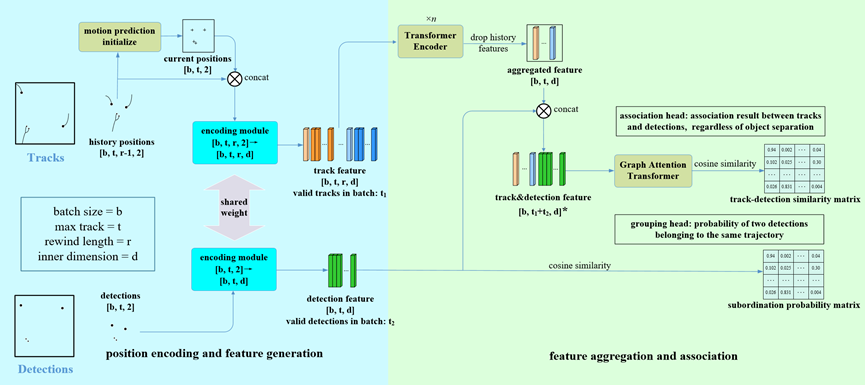 motion prediction
initialize
current positions
[b, t, 2]
concat
history positions
[b, t, r-1, 2]
Tracks
encoding module
[b, t, r, 2]→
[b, t, r, d]
track feature
[b, t, r, d]
valid tracks in batch: t₁
shared
weight
batch size = b
max track = t
rewind length = r
inner dimension = d
encoding module
[b, t, 2]→
[b, t, d]
detection feature
[b, t, d]
valid detections in batch: t₂
detections
[b, t, 2]
Detections
position encoding and feature generation
×n
Transformer
Encoder
drop history
features
aggregated feature
[b, t, d]
concat
association head: association result between tracks
and detections, regardless of object separation
track&detection feature
[b, t₁+t₂, d]*
Graph Attention
Transformer
cosine similarity
0.94 0.002 ··· 0.04
0.102 0.025 ··· 0.30
··· ··· ··· ···
0.026 0.831 ··· 0.004
track-detection similarity matrix
grouping head: probability of two detections
belonging to the same trajectory
cosine similarity
0.94 0.002 ··· 0.04
0.102 0.025 ··· 0.30
··· ··· ··· ···
0.026 0.831 ··· 0.004
subordination probability matrix
feature aggregation and association